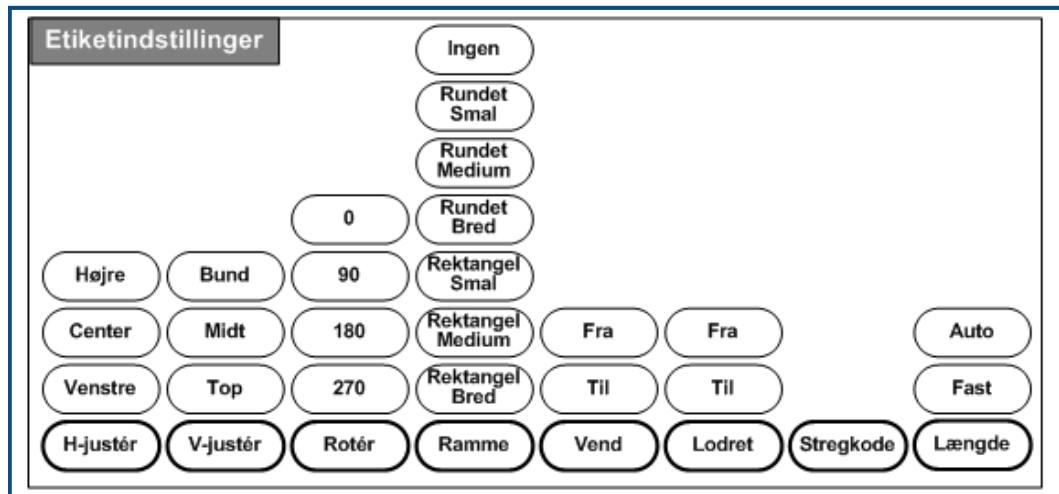 Etiketindstillinger
Ingen
Rundet
Smal
Rundet
Medium
0
Rundet
Bred
Højre
Bund
90
Rektangel
Smal
Center
Midt
180
Rektangel
Medium
Fra
Fra
Auto
Venstre
Top
270
Rektangel
Bred
Til
Til
Fast
H-justér
V-justér
Rotér
Ramme
Vend
Lodret
Stregkode
Længde